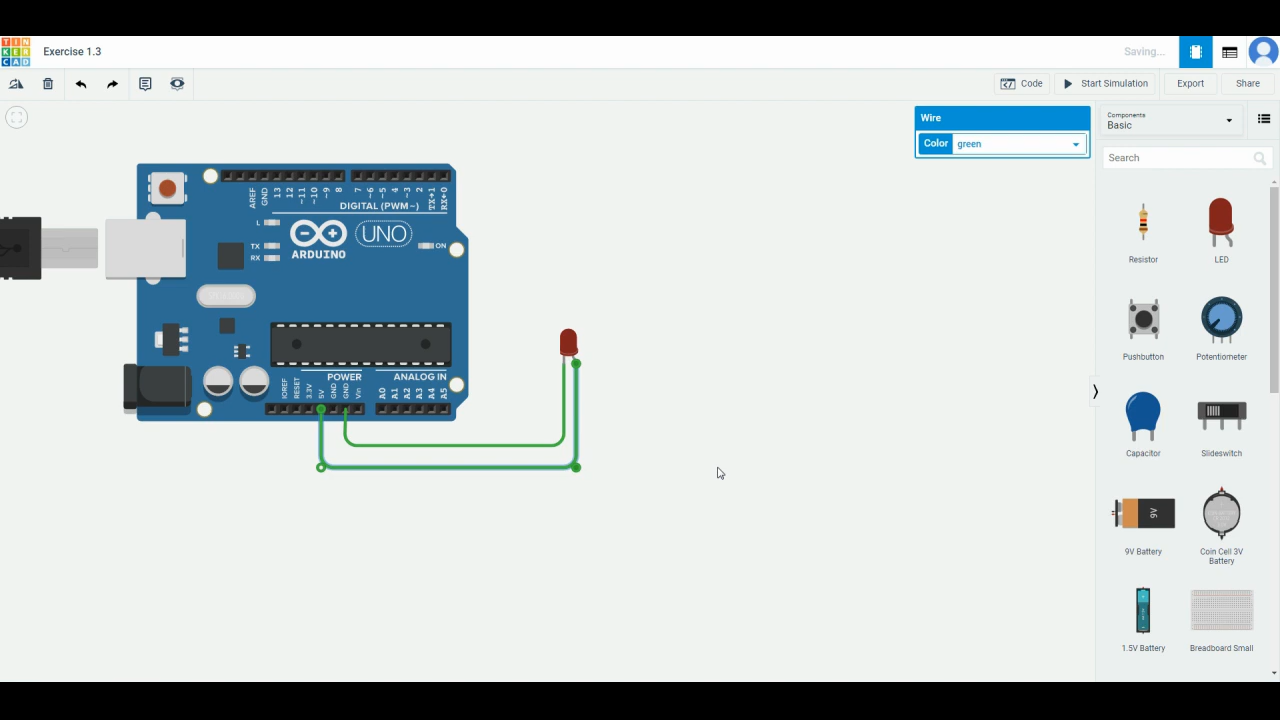 TIN
KER
CAD
Exercise 1.3
Saving...
Code
Start Simulation
Export
Share
Wire
Color green
Components
Basic
Search
Resistor
LED
Pushbutton
Potentiometer
Capacitor
Slideswitch
9V
9V Battery
Coin Cell 3V
Battery
1.5V Battery
Breadboard Small
AREF
GND
13
12
~11
~10
~9
8
7
~6
~5
4
~3
2
TX→1
RX←0
DIGITAL (PWM~)
L
TX
RX
ARDUINO
UNO
ON
POWER
ANALOG IN
IOREF
RESET
3.3V
5V
GND
GND
Vin
A0
A1
A2
A3
A4
A5